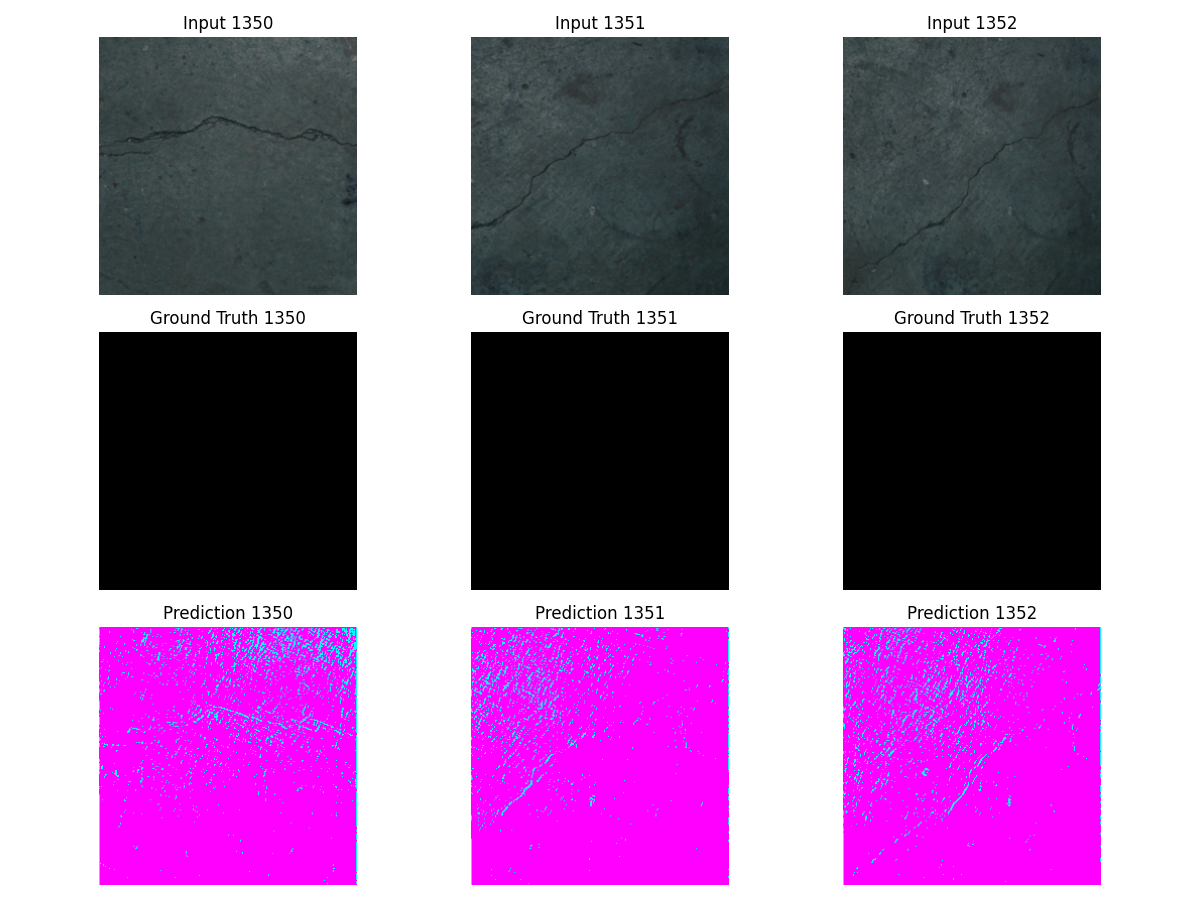 Input 1350
Input 1351
Input 1352
Ground Truth 1350
Ground Truth 1351
Ground Truth 1352
Prediction 1350
Prediction 1351
Prediction 1352